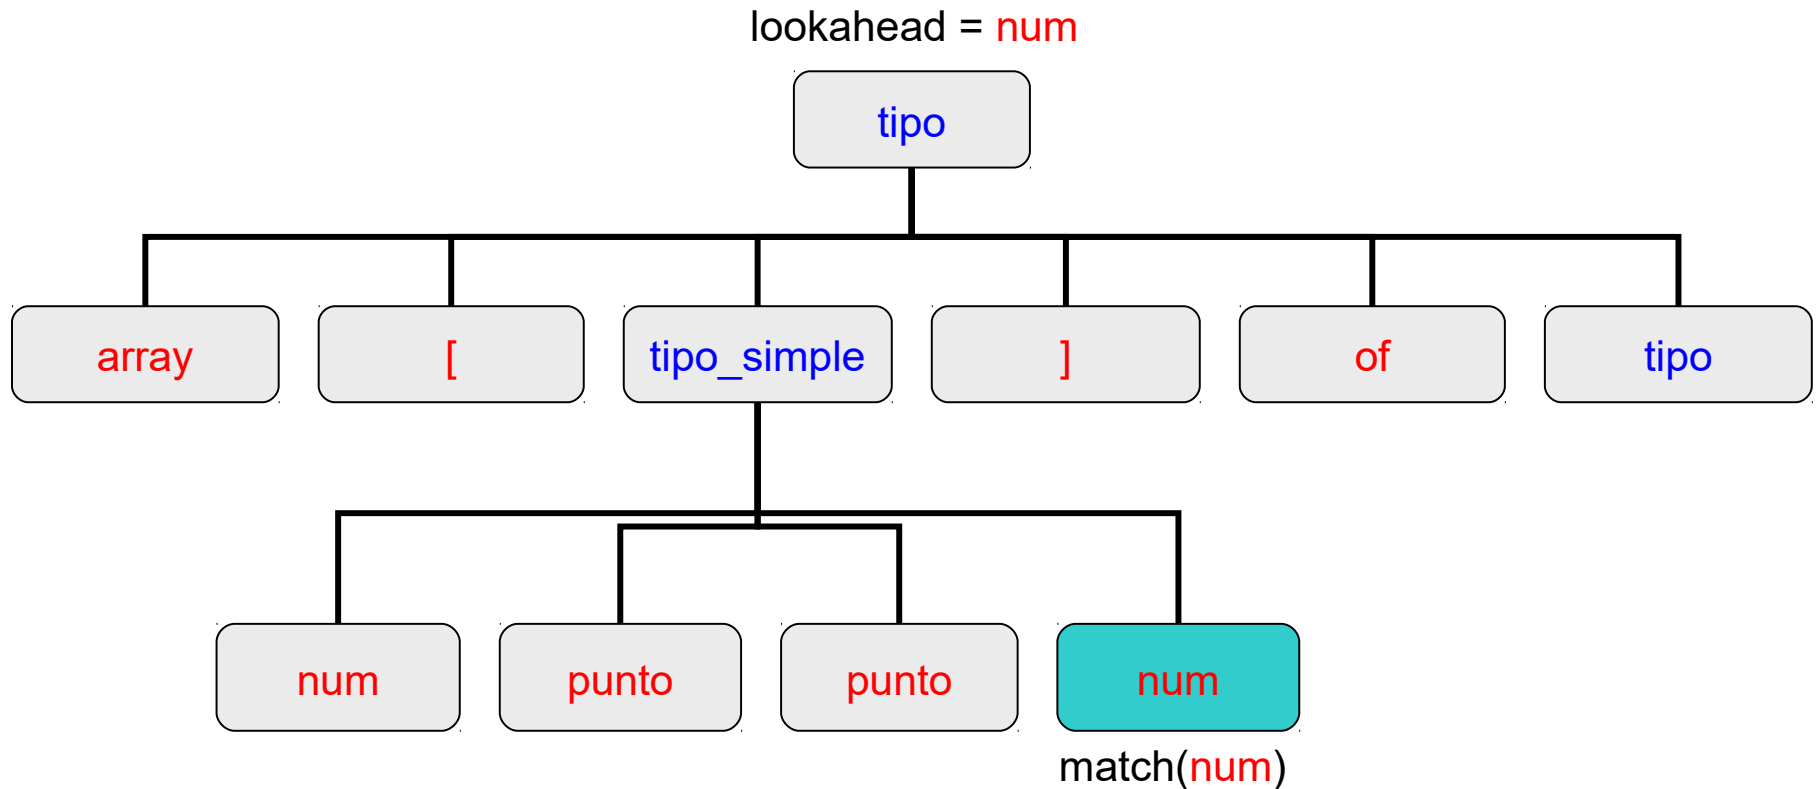 lookahead = num
tipo
array
[
tipo_simple
]
of
tipo
num
punto
punto
num
match(num)